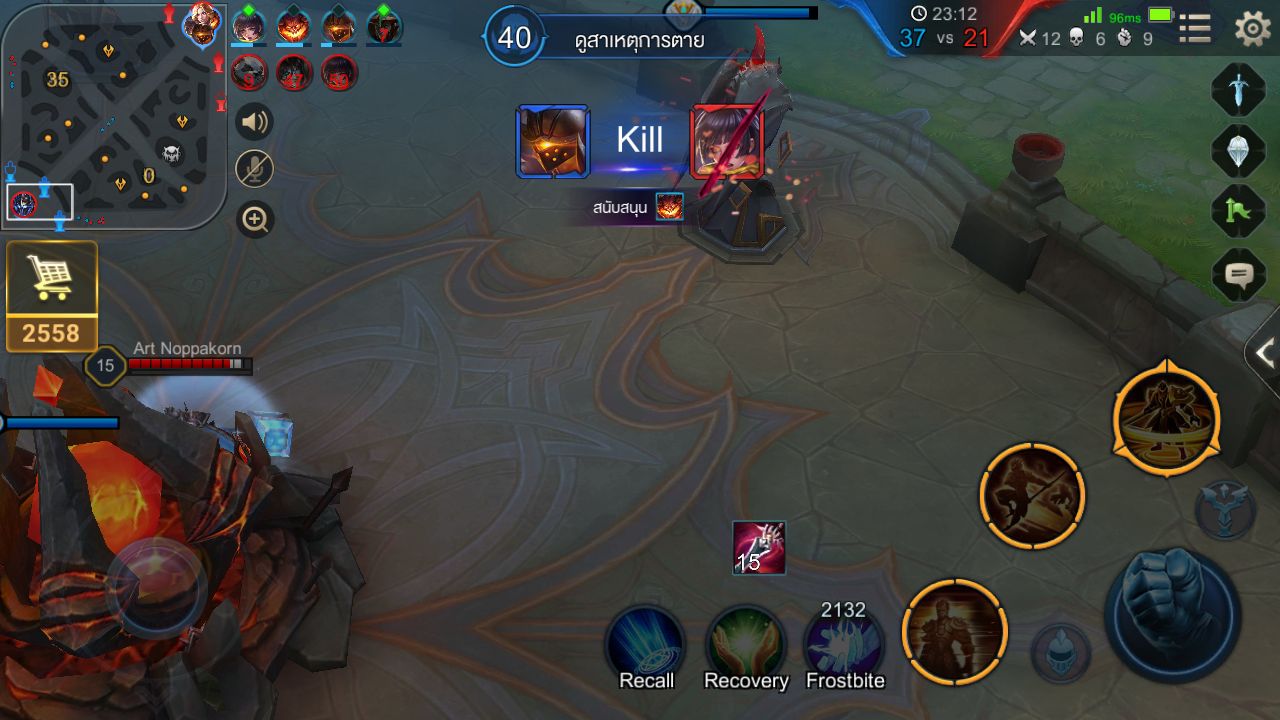 40
ดูสาเหตุการตาย
23:12
37 vs 21
96ms
12
6
9
35
0
Kill
สนับสนุน
2558
15
Art Noppakorn
15
2132
Recall
Recovery
Frostbite